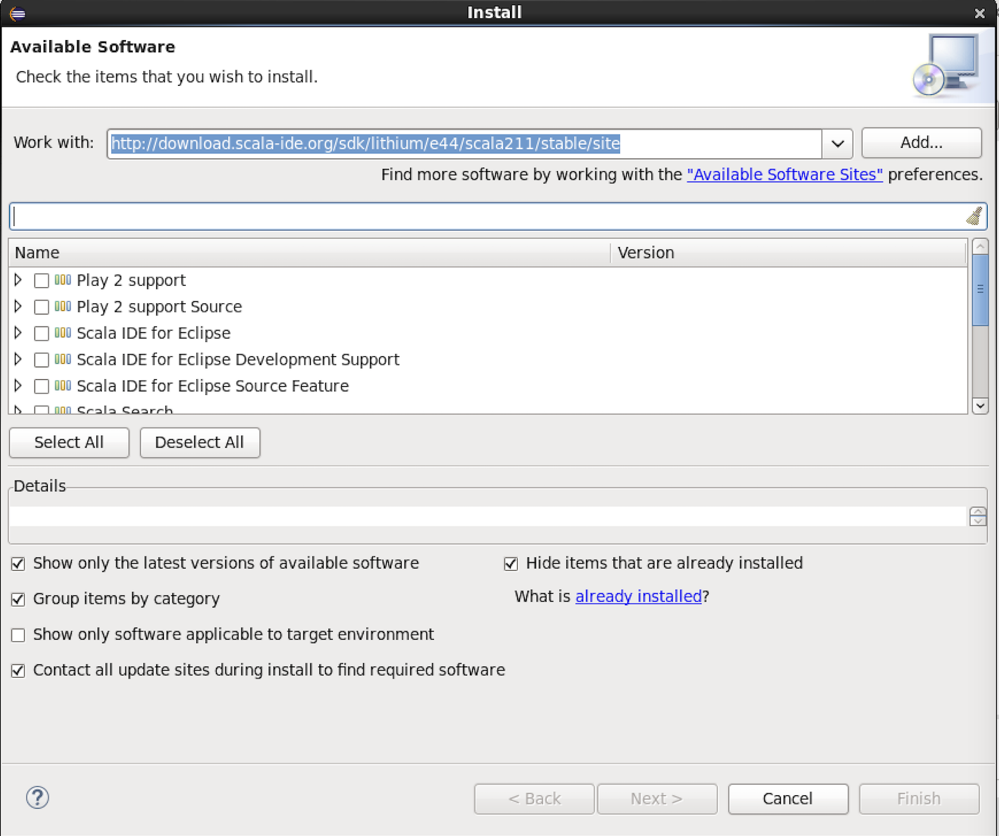 Install
Available Software
Check the items that you wish to install.
Work with: http://download.scala-ide.org/sdk/lithium/e44/scala211/stable/site Add...
Find more software by working with the "Available Software Sites" preferences.
Name Version
Play 2 support
Play 2 support Source
Scala IDE for Eclipse
Scala IDE for Eclipse Development Support
Scala IDE for Eclipse Source Feature
Scala Search
Select All Deselect All
Details
Show only the latest versions of available software Hide items that are already installed
Group items by category What is already installed?
Show only software applicable to target environment
Contact all update sites during install to find required software
? < Back Next > Cancel Finish